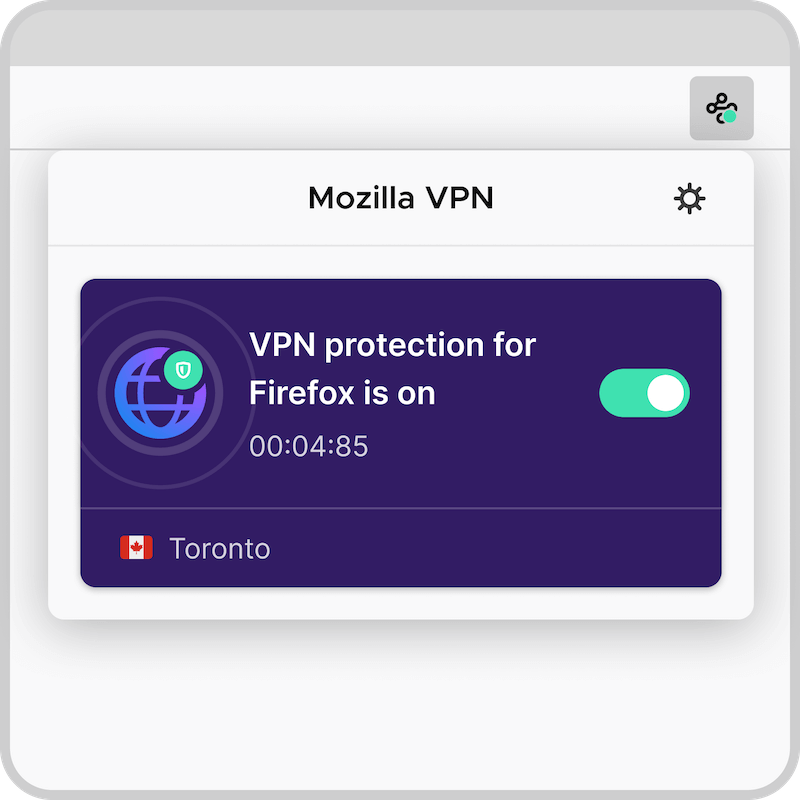 Mozilla VPN
VPN protection for
Firefox is on
00:04:85
Toronto